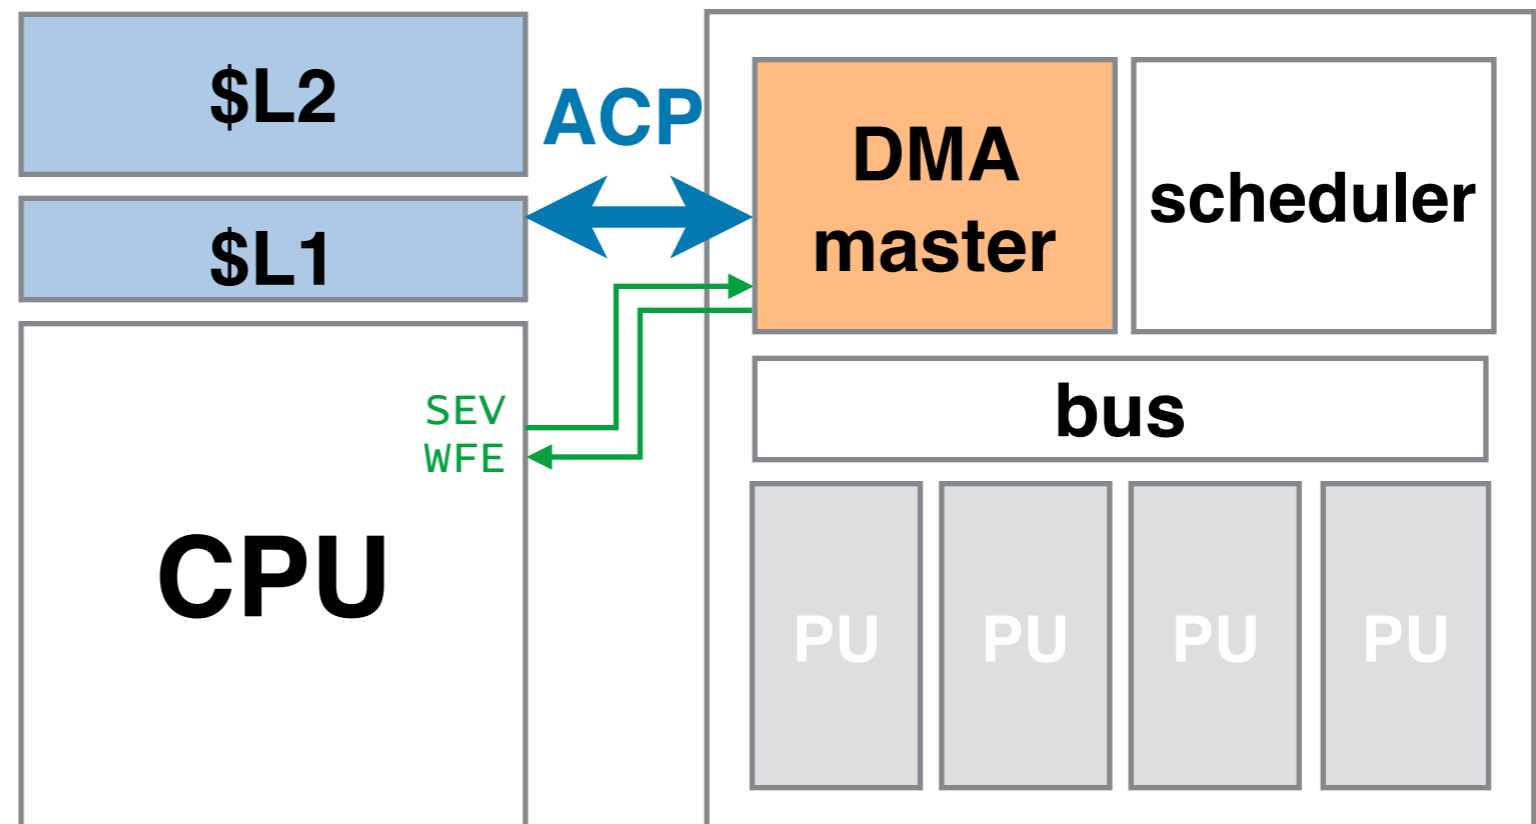 $L2
$L1
SEV
WFE
CPU
ACP
DMA
master
scheduler
bus
PU
PU
PU
PU